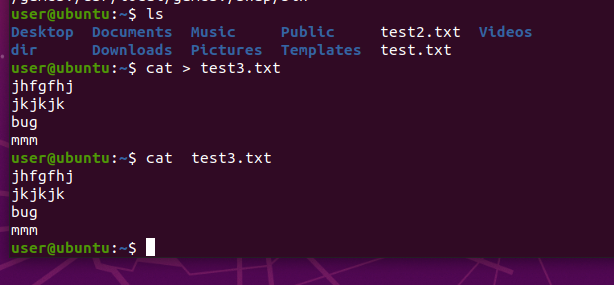 user@ubuntu:~$ ls
Desktop Documents Music Public test2.txt Videos
dir Downloads Pictures Templates test.txt
user@ubuntu:~$ cat > test3.txt
jhfgfhj
jkjkjk
bug
mmm
user@ubuntu:~$ cat  test3.txt
jhfgfhj
jkjkjk
bug
mmm
user@ubuntu:~$